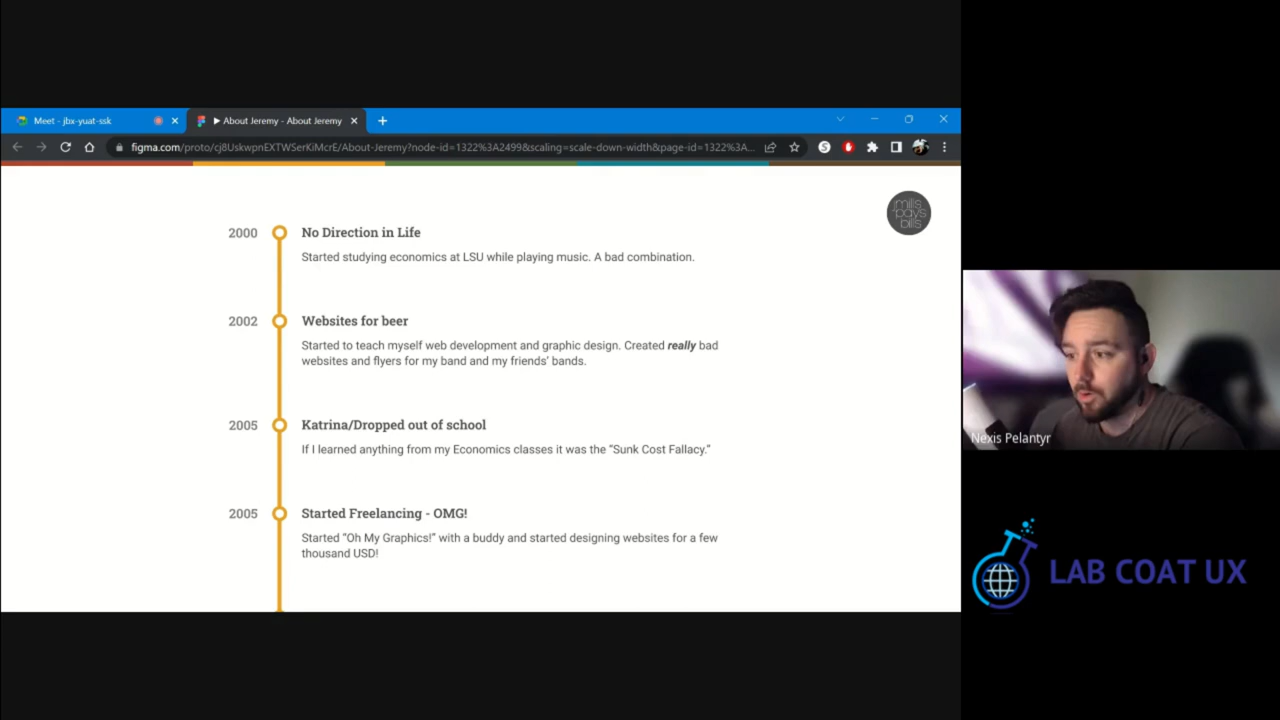 Meet - jbx-yuat-ssk
About Jeremy - About Jeremy
figma.com/proto/cj8UskwpnEXTWSerKiMcrE/About-Jeremy?node-id=1322%3A2499&scaling=scale-down-width&page-id=1322%3A...
mills
pays
bills
2000
No Direction in Life
Started studying economics at LSU while playing music. A bad combination.
2002
Websites for beer
Started to teach myself web development and graphic design. Created really bad
websites and flyers for my band and my friends' bands.
2005
Katrina/Dropped out of school
If I learned anything from my Economics classes it was the “Sunk Cost Fallacy.”
2005
Started Freelancing - OMG!
Started “Oh My Graphics!” with a buddy and started designing websites for a few
thousand USD!
Nexis Pelantyr
LAB COAT UX